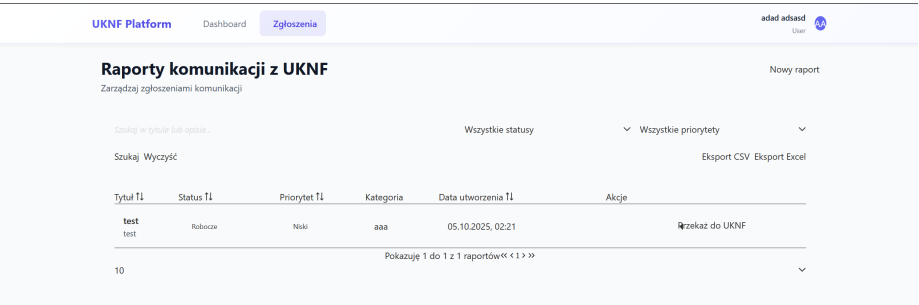 UKNF Platform Dashboard Zgłoszenia adad adsasd AA
User
Raporty komunikacji z UKNF Nowy raport
Zarządzaj zgłoszeniami komunikacji
Szukaj w tytule lub opisie... Wszystkie statusy Wszystkie priorytety
Szukaj Wyczyść Eksport CSV Eksport Excel
Tytuł Status Priorytet Kategoria Data utworzenia Akcje
test Robocze Niski aaa 05.10.2025, 02:21 Przekaż do UKNF
test
Pokazuję 1 do 1 z 1 raportów « ‹ 1 › »
10